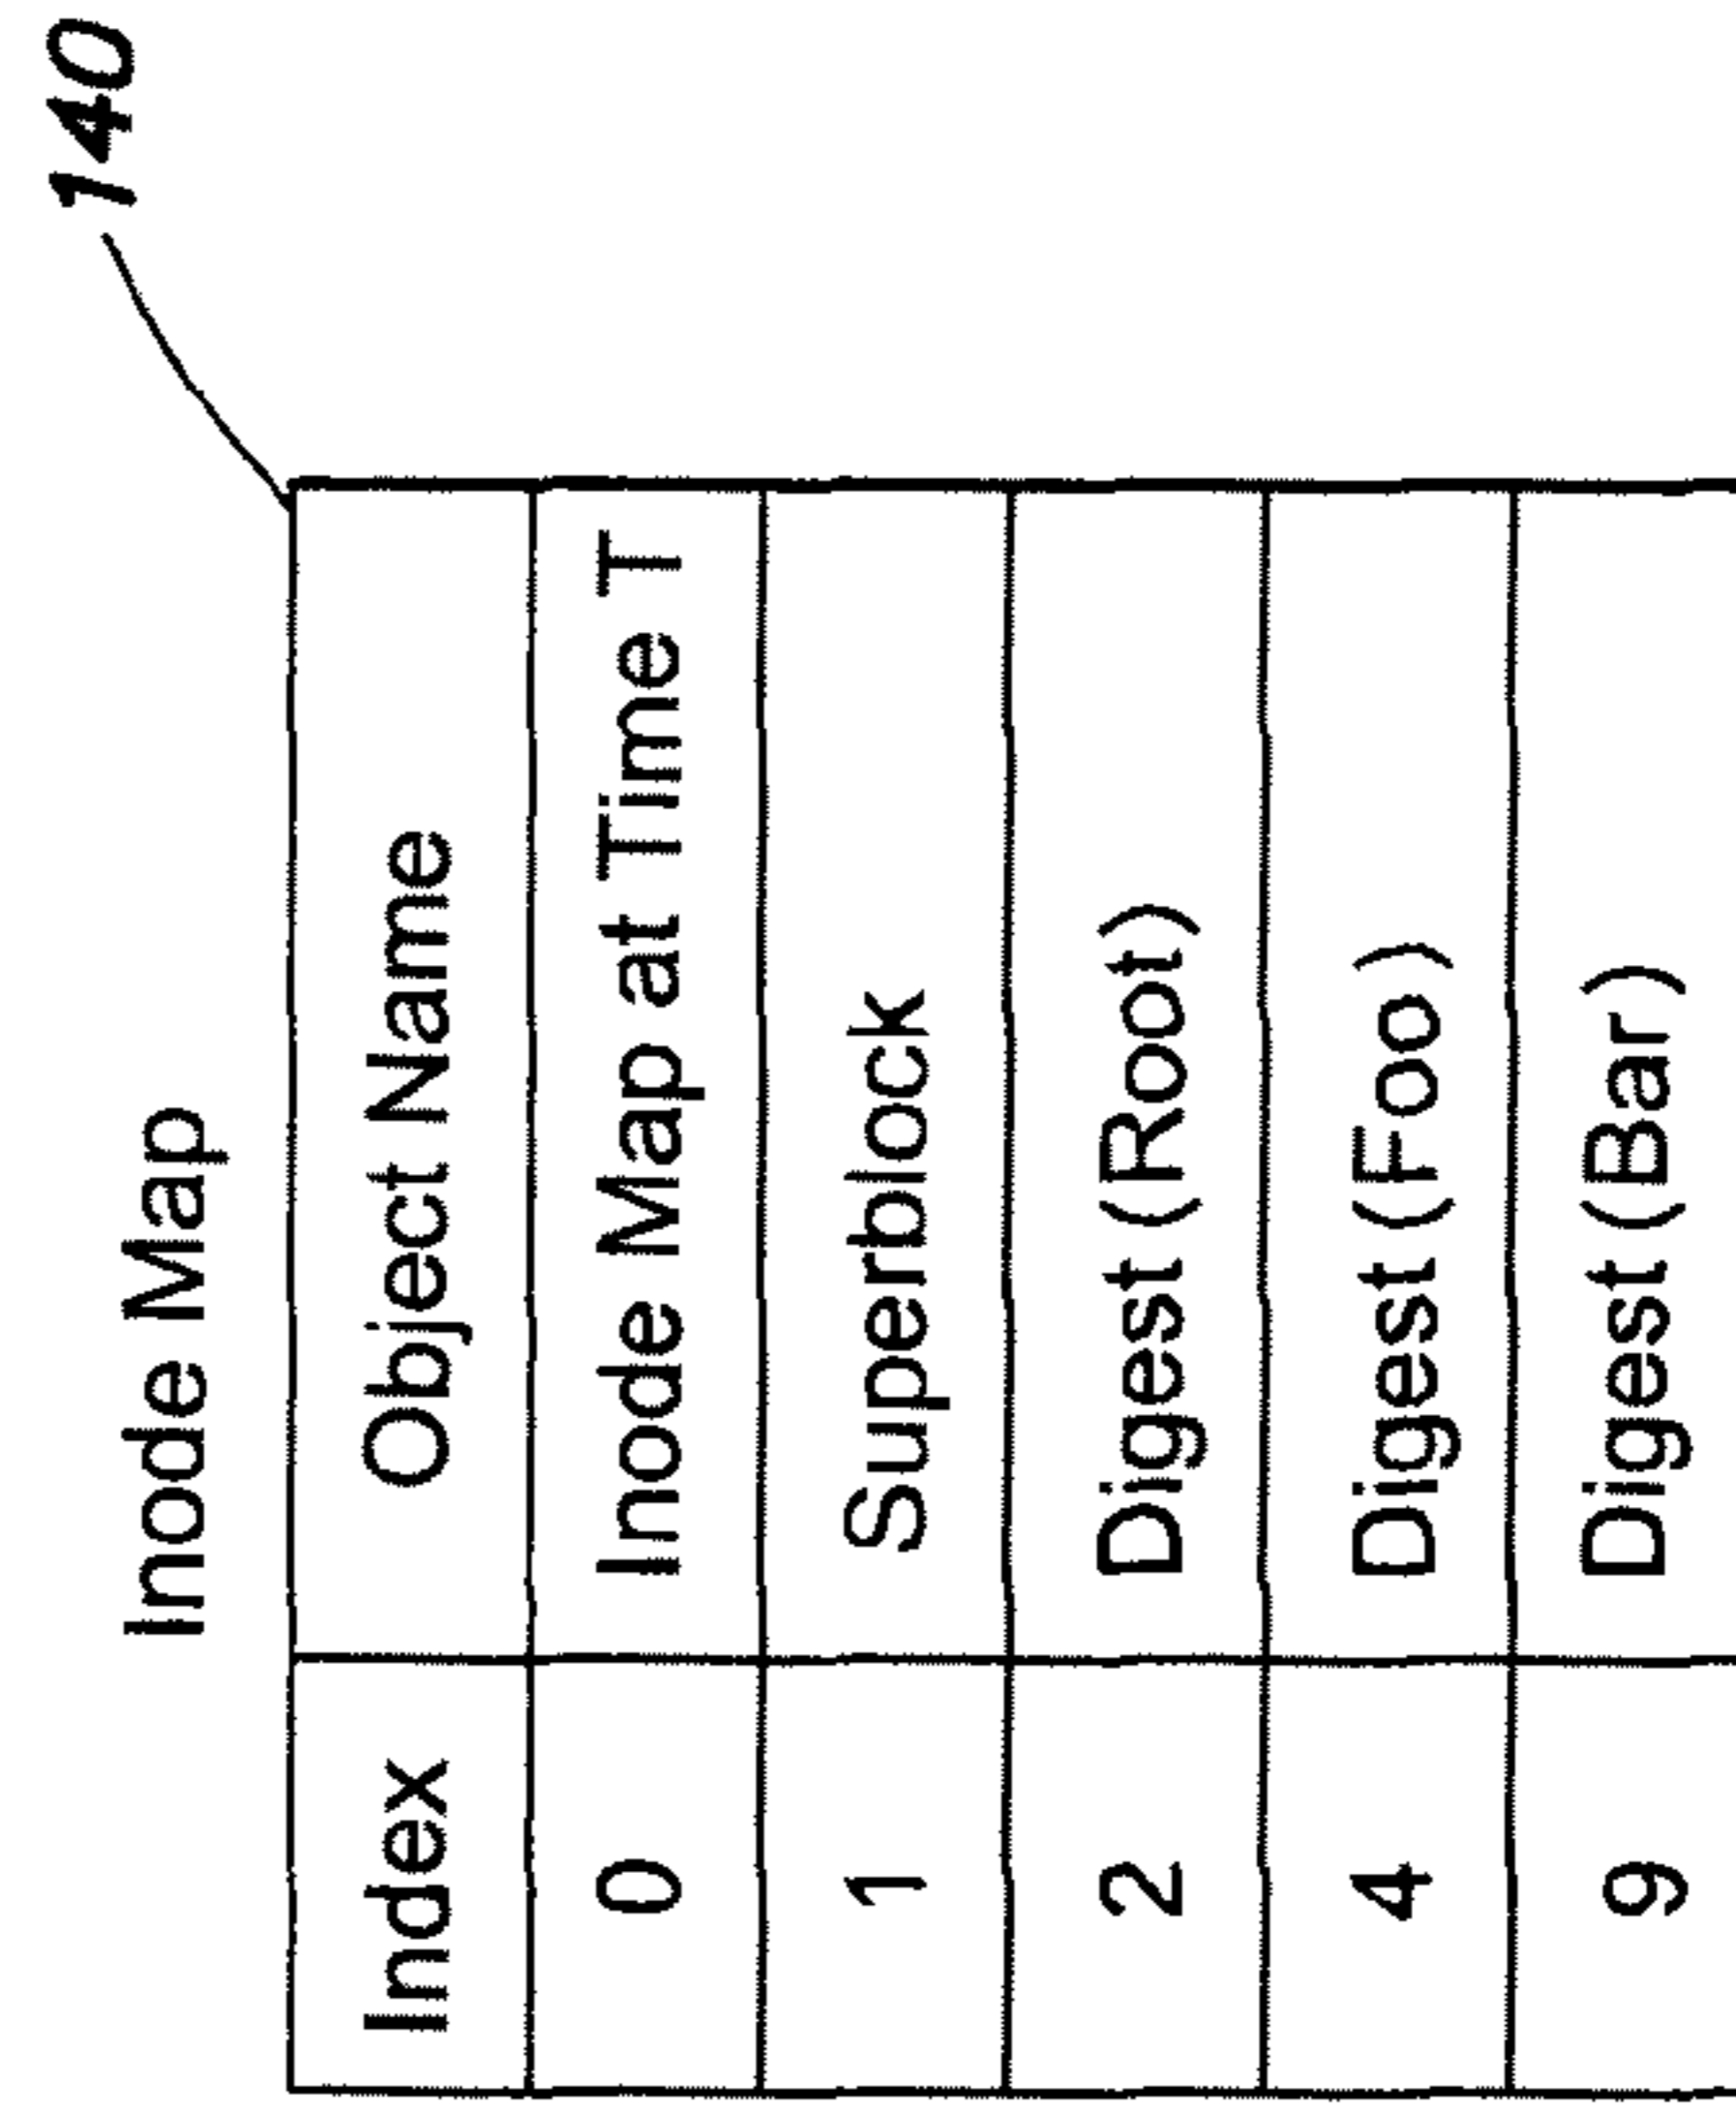 140
Inode Map
Index Object Name
0 Inode Map at Time T
1 Superblock
2 Digest (Root)
4 Digest (Foo)
9 Digest (Bar)